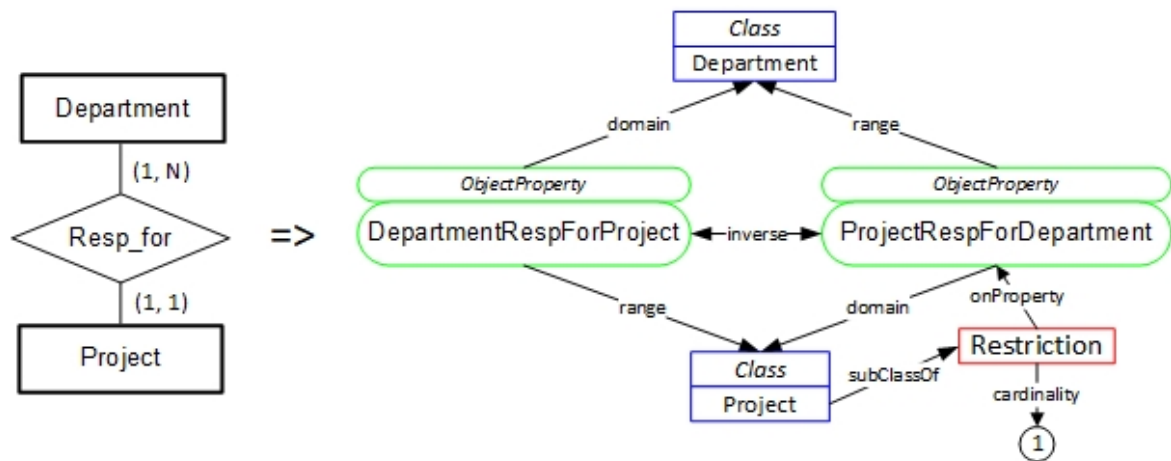 Department
(1, N)
Resp_for
(1, 1)
Project
=>
Class
Department
domain
range
ObjectProperty
DepartmentRespForProject
inverse
ObjectProperty
ProjectRespForDepartment
range
domain
onProperty
Class
Project
subClassOf
Restriction
cardinality
1